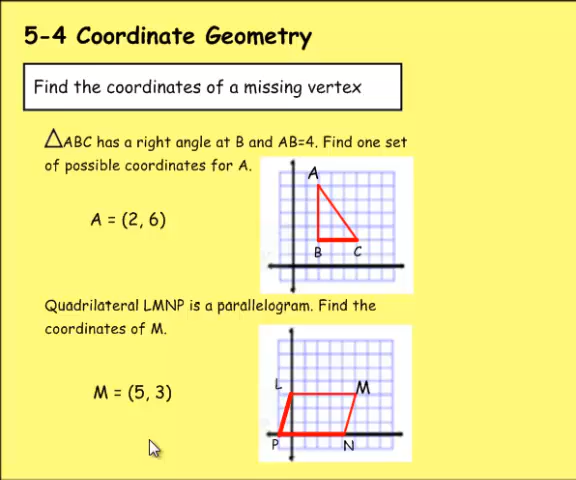 5-4 Coordinate Geometry
Find the coordinates of a missing vertex
△ABC has a right angle at B and AB=4. Find one set
of possible coordinates for A.
A
A = (2, 6)
B C
Quadrilateral LMNP is a parallelogram. Find the
coordinates of M.
L M
M = (5, 3)
P N